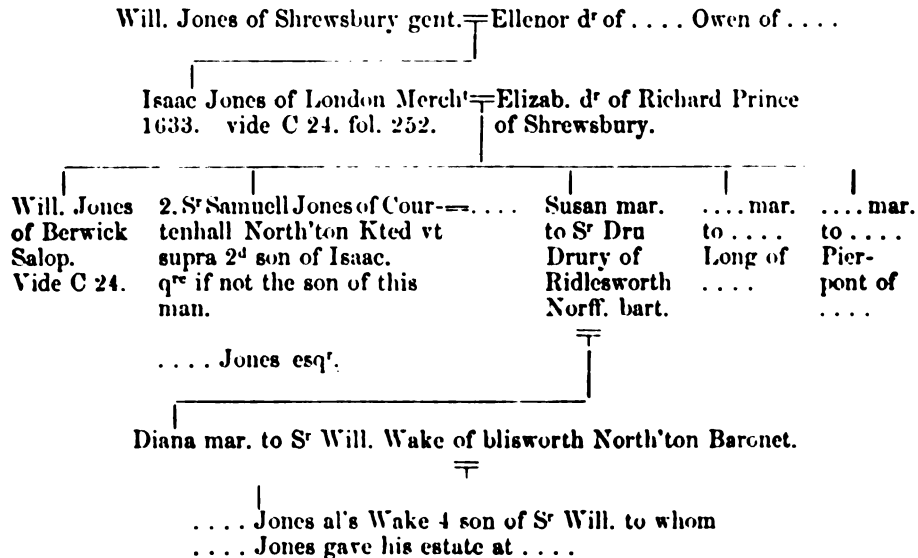 Will. Jones of Shrewsbury gent.=Ellenor dʳ of .... Owen of ....
Isaac Jones of London Merchᵗ=Elizab. dʳ of Richard Prince
1633. vide C 24. fol. 252. of Shrewsbury.
Will. Jones
of Berwick
Salop.
Vide C 24.
2. Sʳ Samuell Jones of Cour-=....
tenhall North'ton Kted vt
supra 2ᵈ son of Isaac.
qʳᵉ if not the son of this
man.
Susan mar.
to Sʳ Dru
Drury of
Ridlesworth
Norff. bart.
....mar.
to ....
Long of
....
....mar.
to ....
Pier-
pont of
....
.... Jones esqʳ.
Diana mar. to Sʳ Will. Wake of blisworth North'ton Baronet.
.... Jones al's Wake 4 son of Sʳ Will. to whom
.... Jones gave his estate at ....